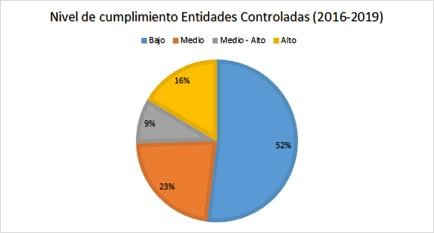 Nivel de cumplimiento Entidades Controladas (2016-2019)
Bajo Medio Medio - Alto Alto
16%
9%
52%
23%